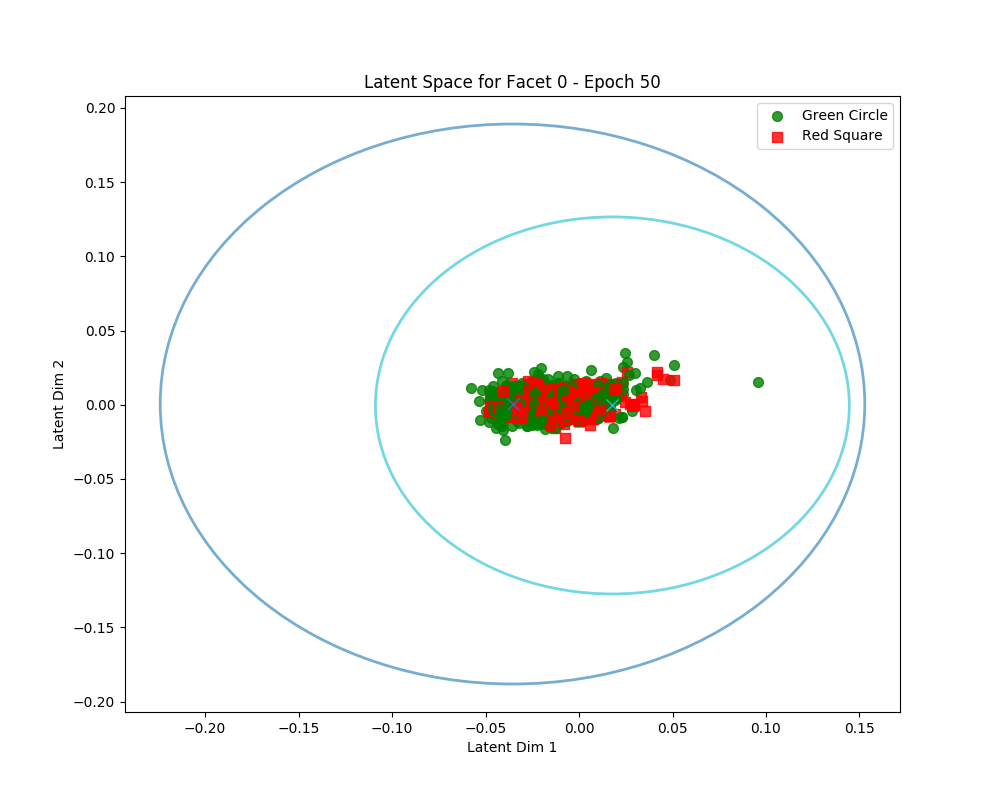 Latent Space for Facet 0 - Epoch 50
Green Circle
Red Square
0.20
0.15
0.10
0.05
0.00
−0.05
−0.10
−0.15
−0.20
Latent Dim 2
−0.20 −0.15 −0.10 −0.05 0.00 0.05 0.10 0.15
Latent Dim 1